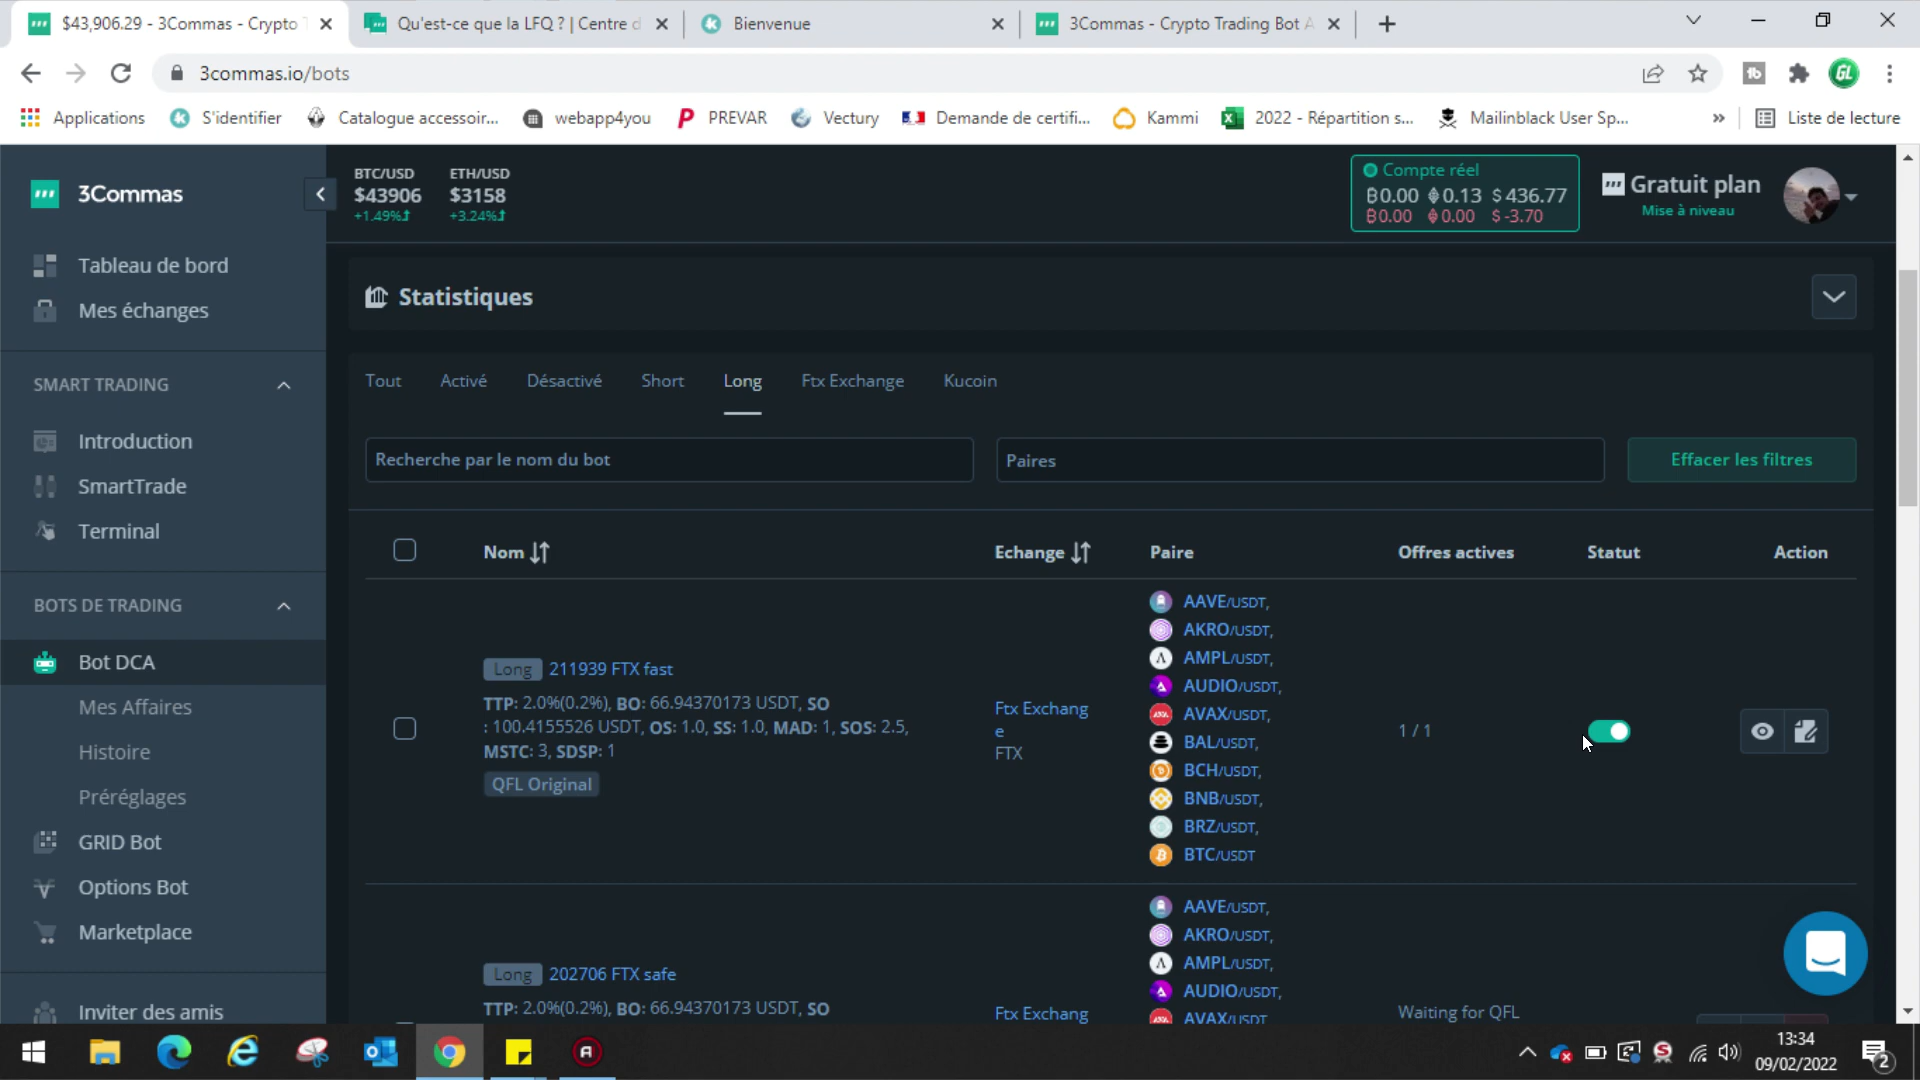 $43,906.29 - 3Commas - Crypto T
Qu'est-ce que la LFQ ? | Centre d
Bienvenue
3Commas - Crypto Trading Bot A
3commas.io/bots
Applications
S'identifier
Catalogue accessoir...
webapp4you
PREVAR
Vectury
Demande de certifi...
Kammi
2022 - Répartition s...
Mailinblack User Sp...
»
Liste de lecture
3Commas
BTC/USD
$43906
+1.49%
ETH/USD
$3158
+3.24%
Compte réel
0.00 0.13 $ 436.77
0.00 0.00 $ -3.70
Gratuit plan
Mise à niveau
Tableau de bord
Mes échanges
SMART TRADING
Introduction
SmartTrade
Terminal
BOTS DE TRADING
Bot DCA
Mes Affaires
Histoire
Préréglages
GRID Bot
Options Bot
Marketplace
Inviter des amis
Statistiques
Tout
Activé
Désactivé
Short
Long
Ftx Exchange
Kucoin
Recherche par le nom du bot
Paires
Effacer les filtres
Nom
Echange
Paire
Offres actives
Statut
Action
Long 211939 FTX fast
TTP: 2.0%(0.2%), BO: 66.94370173 USDT, SO
: 100.4155526 USDT, OS: 1.0, SS: 1.0, MAD: 1, SOS: 2.5,
MSTC: 3, SDSP: 1
QFL Original
Ftx Exchang
e
FTX
AAVE/USDT,
AKRO/USDT,
AMPL/USDT,
AUDIO/USDT,
AVAX/USDT,
BAL/USDT,
BCH/USDT,
BNB/USDT,
BRZ/USDT,
BTC/USDT
1 / 1
Long 202706 FTX safe
TTP: 2.0%(0.2%), BO: 66.94370173 USDT, SO
Ftx Exchang
AAVE/USDT,
AKRO/USDT,
AMPL/USDT,
AUDIO/USDT,
AVAX/USDT
Waiting for QFL
13:34
09/02/2022
2